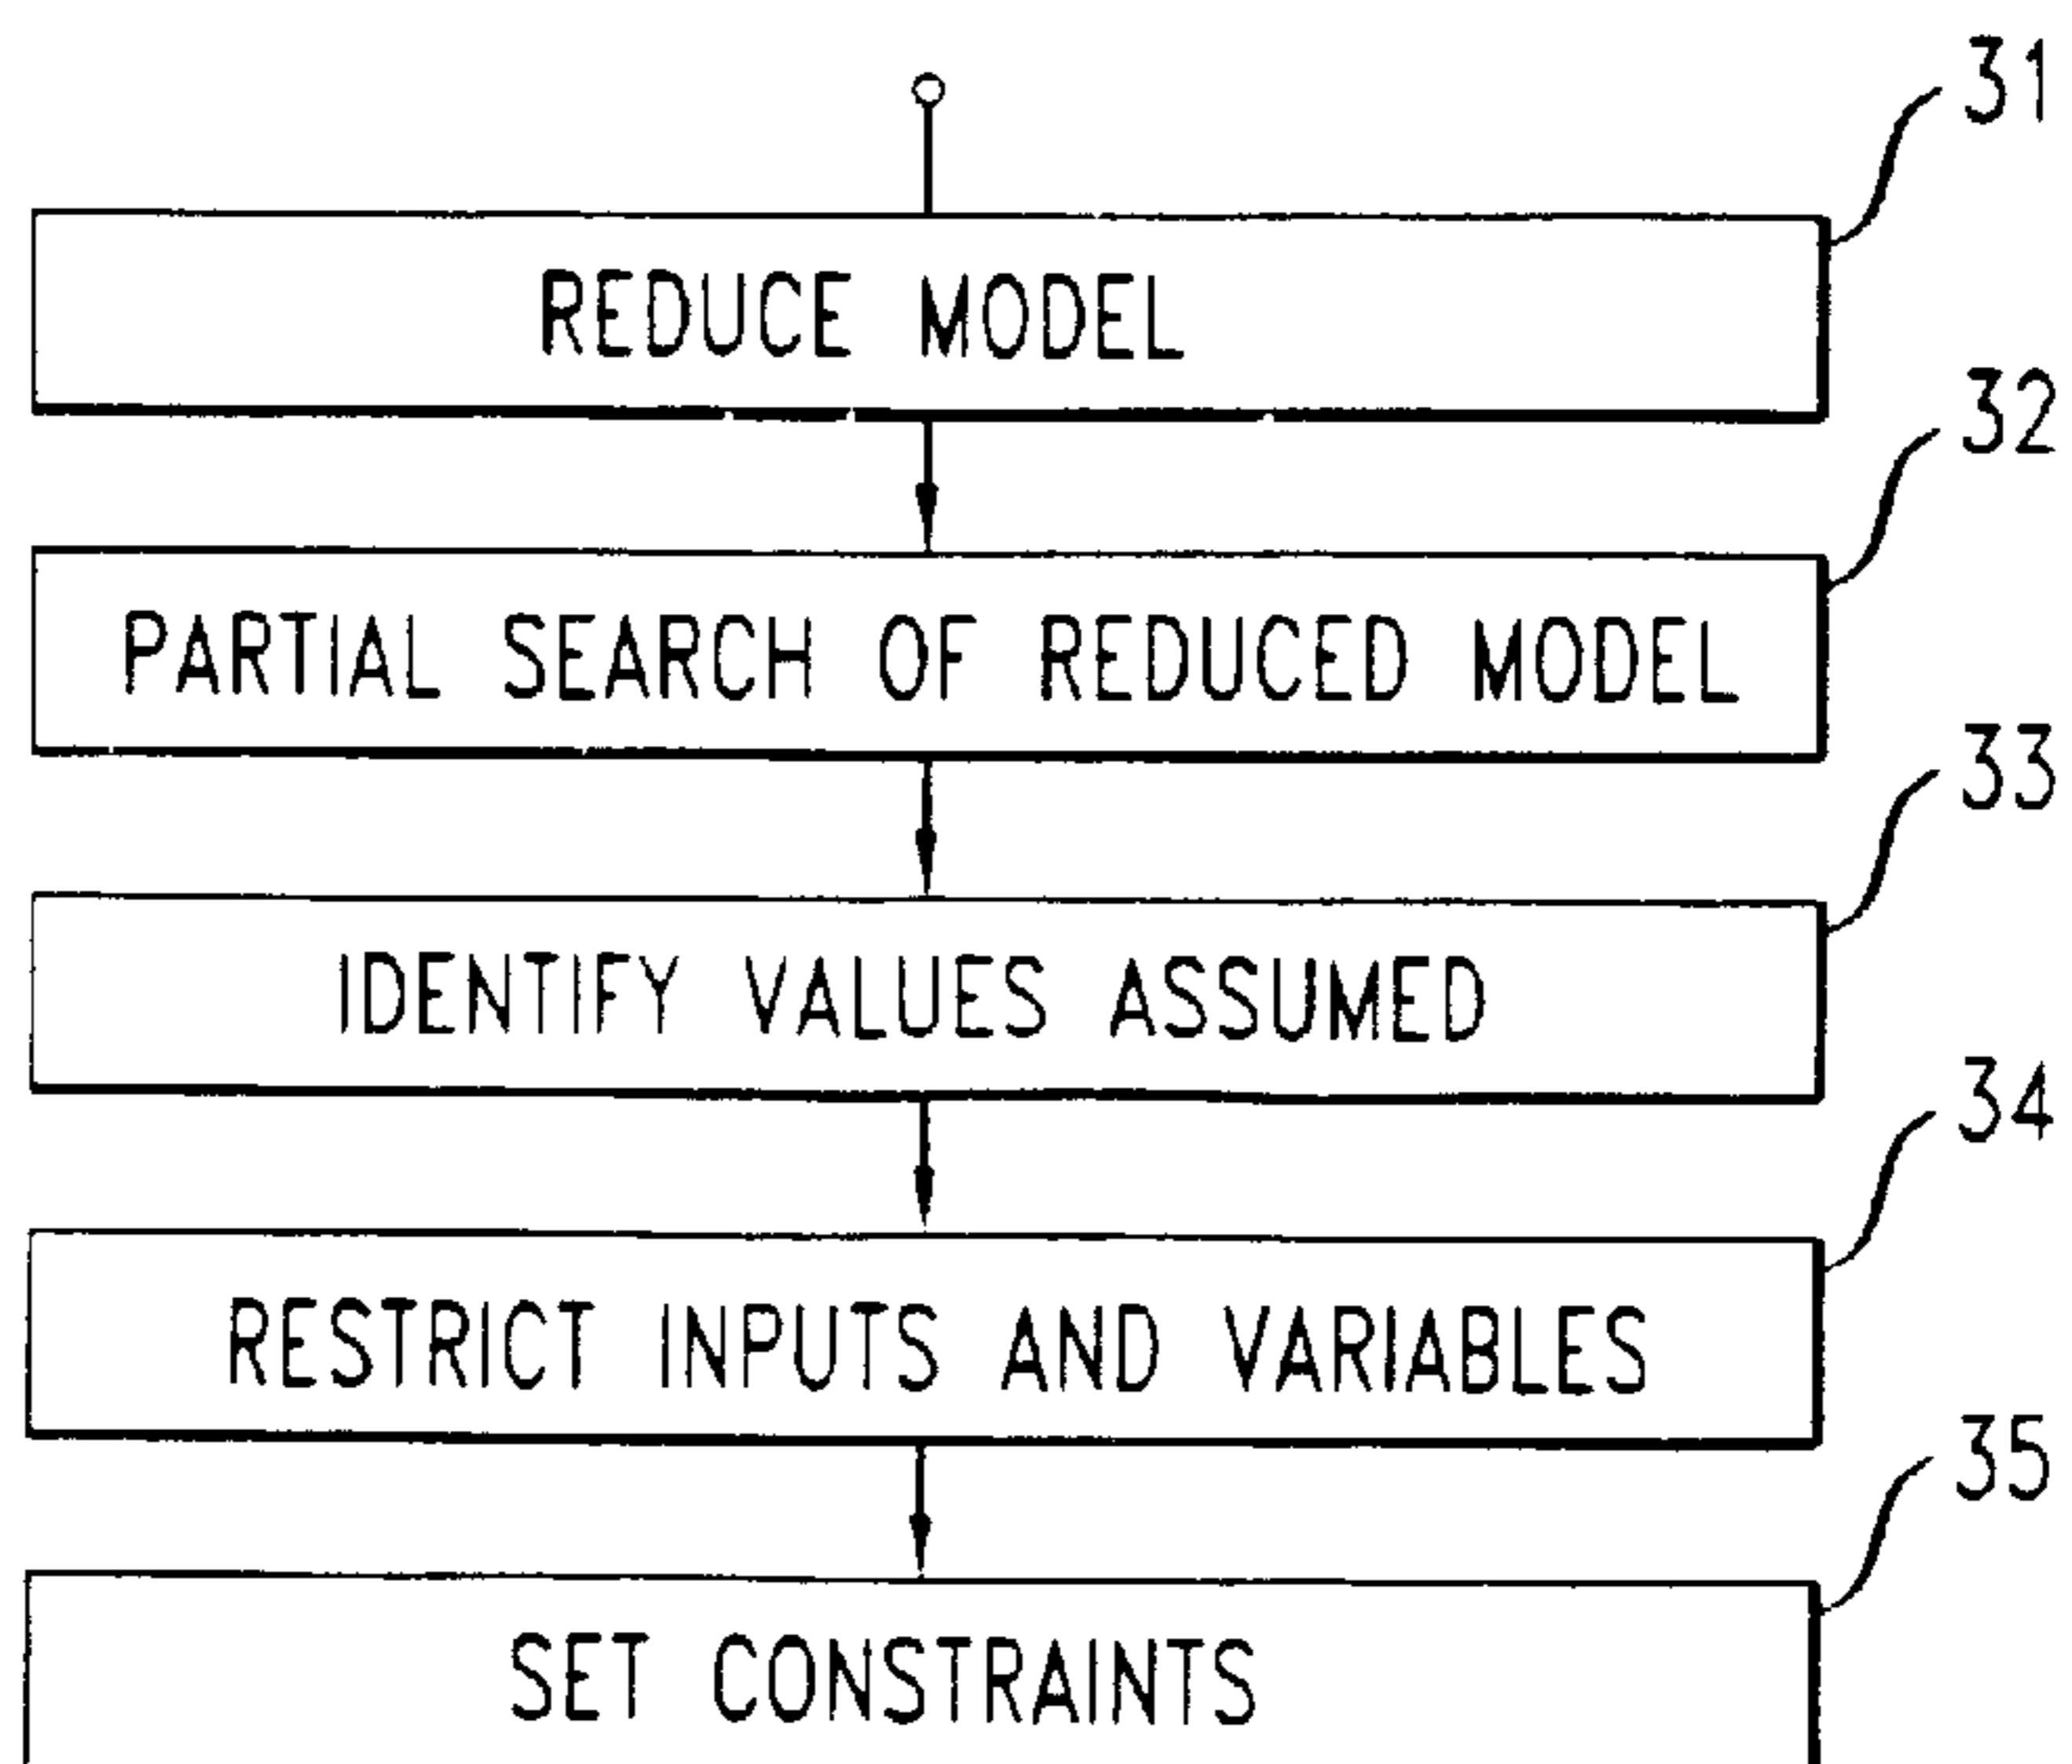 31
REDUCE MODEL
32
PARTIAL SEARCH OF REDUCED MODEL
33
IDENTIFY VALUES ASSUMED
34
RESTRICT INPUTS AND VARIABLES
35
SET CONSTRAINTS